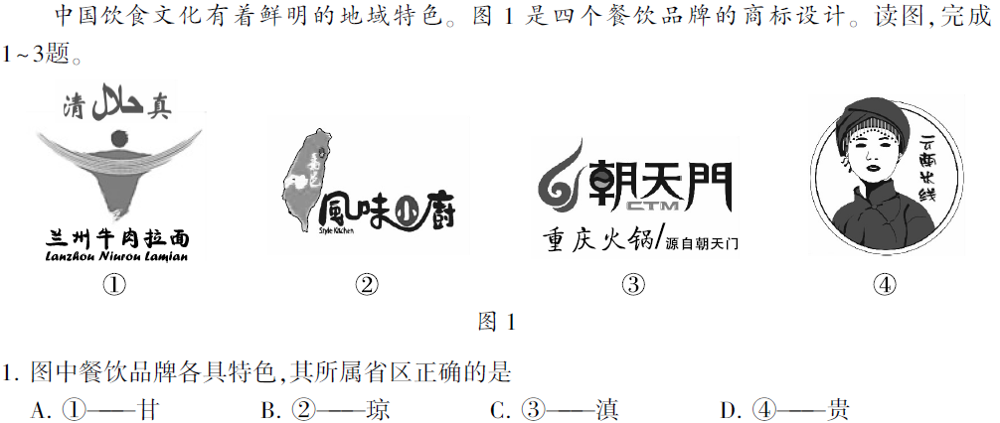 中国饮食文化有着鲜明的地域特色。图1是四个餐饮品牌的商标设计。读图,完成
1~3题。
清 حلال 真
兰州牛肉拉面
Lanzhou Niurou Lamian
①
風味小廚
Style Kitchen
②
朝天門
CTM
重庆火锅/源自朝天门
③
云南米线
④
图1
1. 图中餐饮品牌各具特色,其所属省区正确的是
A. ①——甘 B. ②——琼 C. ③——滇 D. ④——贵